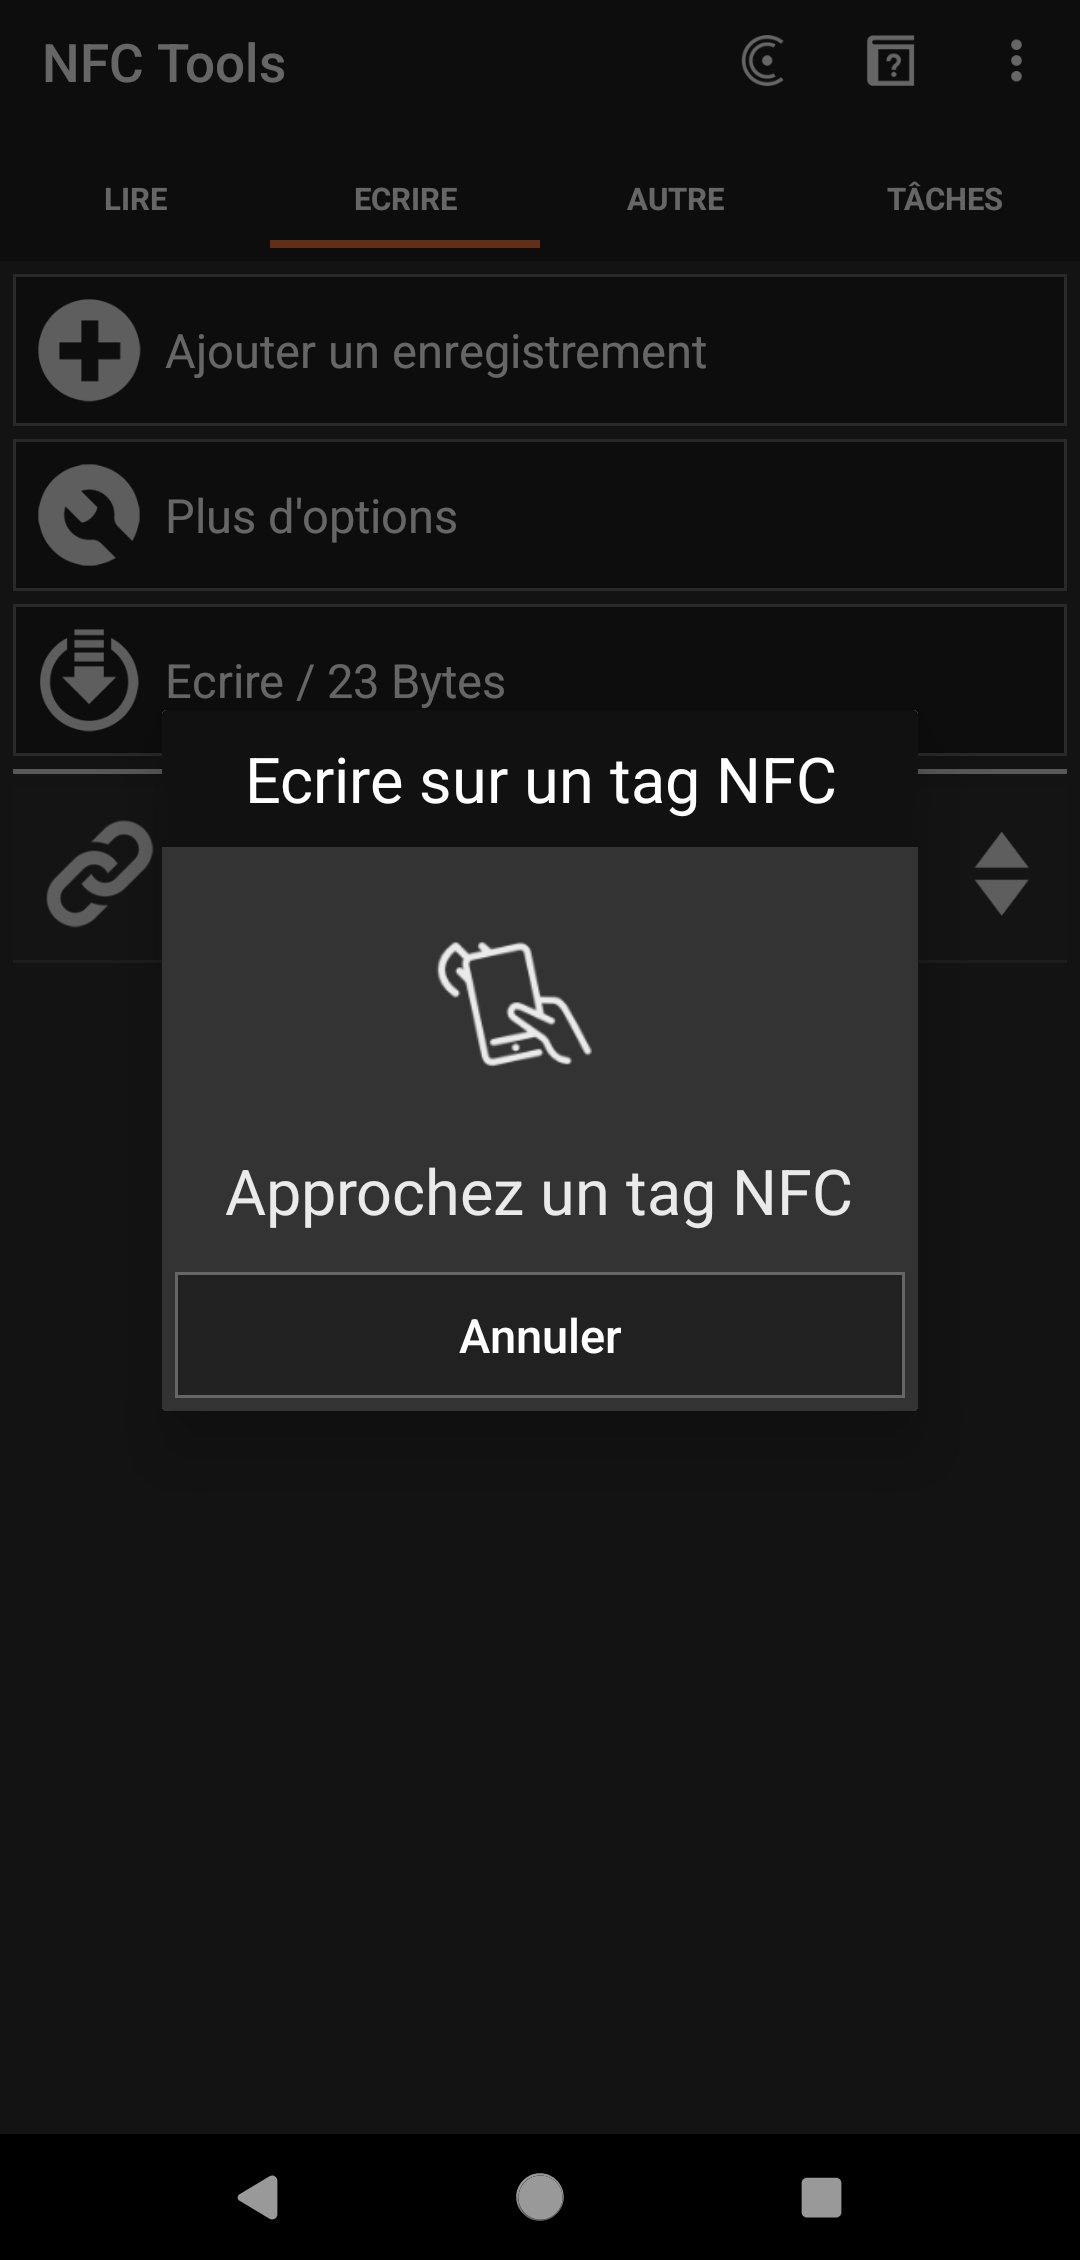 NFC Tools
LIRE
ECRIRE
AUTRE
TÂCHES
Ajouter un enregistrement
Plus d'options
Ecrire / 23 Bytes
Ecrire sur un tag NFC
Approchez un tag NFC
Annuler